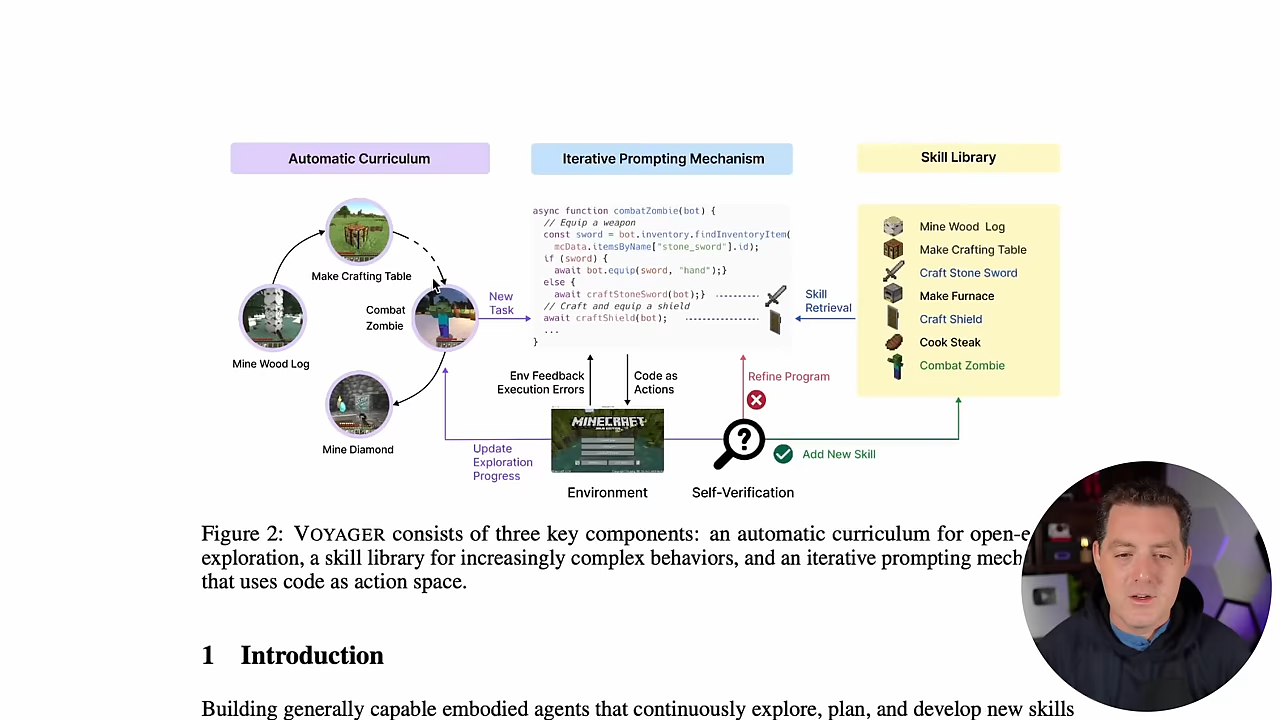 Automatic Curriculum
Iterative Prompting Mechanism
Skill Library
Make Crafting Table
Mine Wood Log
Combat
Zombie
Mine Diamond
New
Task
async function combatZombie(bot) {
// Equip a weapon
const sword = bot.inventory.findInventoryItem(
mcData.itemsByName["stone_sword"].id);
if (sword) {
await bot.equip(sword, "hand");}
else {
await craftStoneSword(bot);}
// Craft and equip a shield
await craftShield(bot);
...
}
Skill
Retrieval
Mine Wood Log
Make Crafting Table
Craft Stone Sword
Make Furnace
Craft Shield
Cook Steak
Combat Zombie
Env Feedback
Execution Errors
Code as
Actions
Refine Program
MINECRAFT
?
Update
Exploration
Progress
Add New Skill
Environment
Self-Verification
Figure 2: VOYAGER consists of three key components: an automatic curriculum for open-e
exploration, a skill library for increasingly complex behaviors, and an iterative prompting mech
that uses code as action space.
1 Introduction
Building generally capable embodied agents that continuously explore, plan, and develop new skills